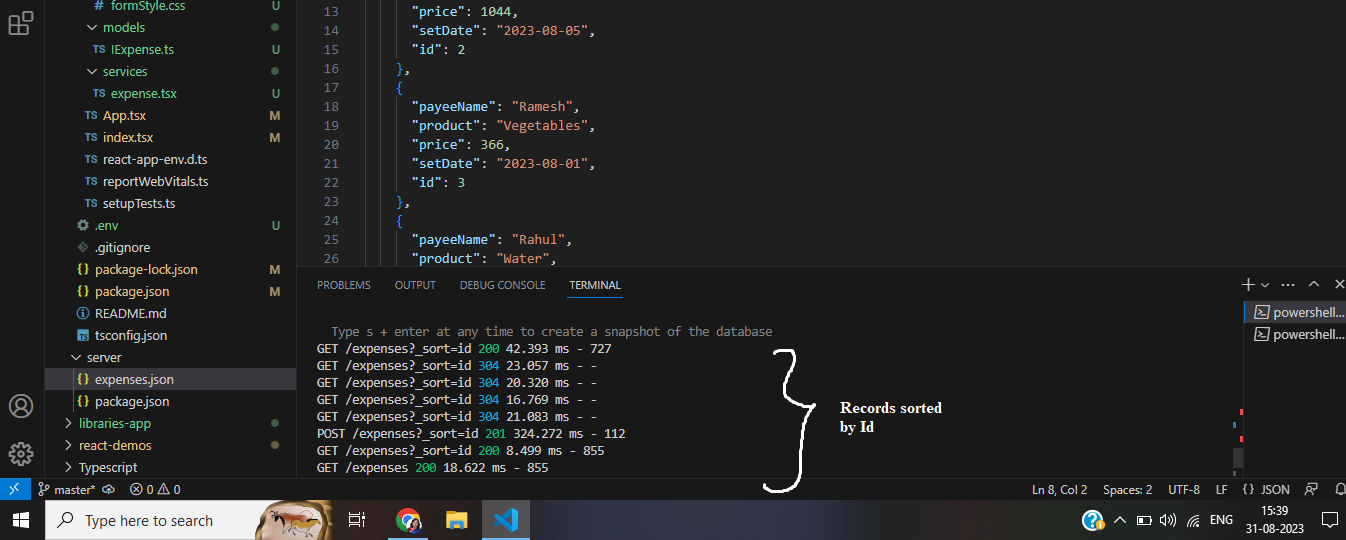 # formStyle.css
models
TS IExpense.ts U
services
TS expense.tsx U
TS App.tsx M
TS index.tsx M
TS react-app-env.d.ts
TS reportWebVitals.ts
TS setupTests.ts
.env U
.gitignore
{} package-lock.json M
{} package.json M
README.md
TS tsconfig.json
server
{} expenses.json
{} package.json
libraries-app
react-demos
Typescript
13 "price": 1044,
14 "setDate": "2023-08-05",
15 "id": 2
16 },
17 {
18 "payeeName": "Ramesh",
19 "product": "Vegetables",
20 "price": 366,
21 "setDate": "2023-08-01",
22 "id": 3
23 },
24 {
25 "payeeName": "Rahul",
26 "product": "Water",
PROBLEMS OUTPUT DEBUG CONSOLE TERMINAL
powershell...
powershell...
Type s + enter at any time to create a snapshot of the database
GET /expenses?_sort=id 200 42.393 ms - 727
GET /expenses?_sort=id 304 23.057 ms - -
GET /expenses?_sort=id 304 20.320 ms - -
GET /expenses?_sort=id 304 16.769 ms - -
GET /expenses?_sort=id 304 21.083 ms - -
POST /expenses?_sort=id 201 324.272 ms - 112
GET /expenses?_sort=id 200 8.499 ms - 855
GET /expenses 200 18.622 ms - 855
Records sorted
by Id
master* 0 0 Ln 8, Col 2 Spaces: 2 UTF-8 LF {} JSON
Type here to search
ENG
15:39
31-08-2023